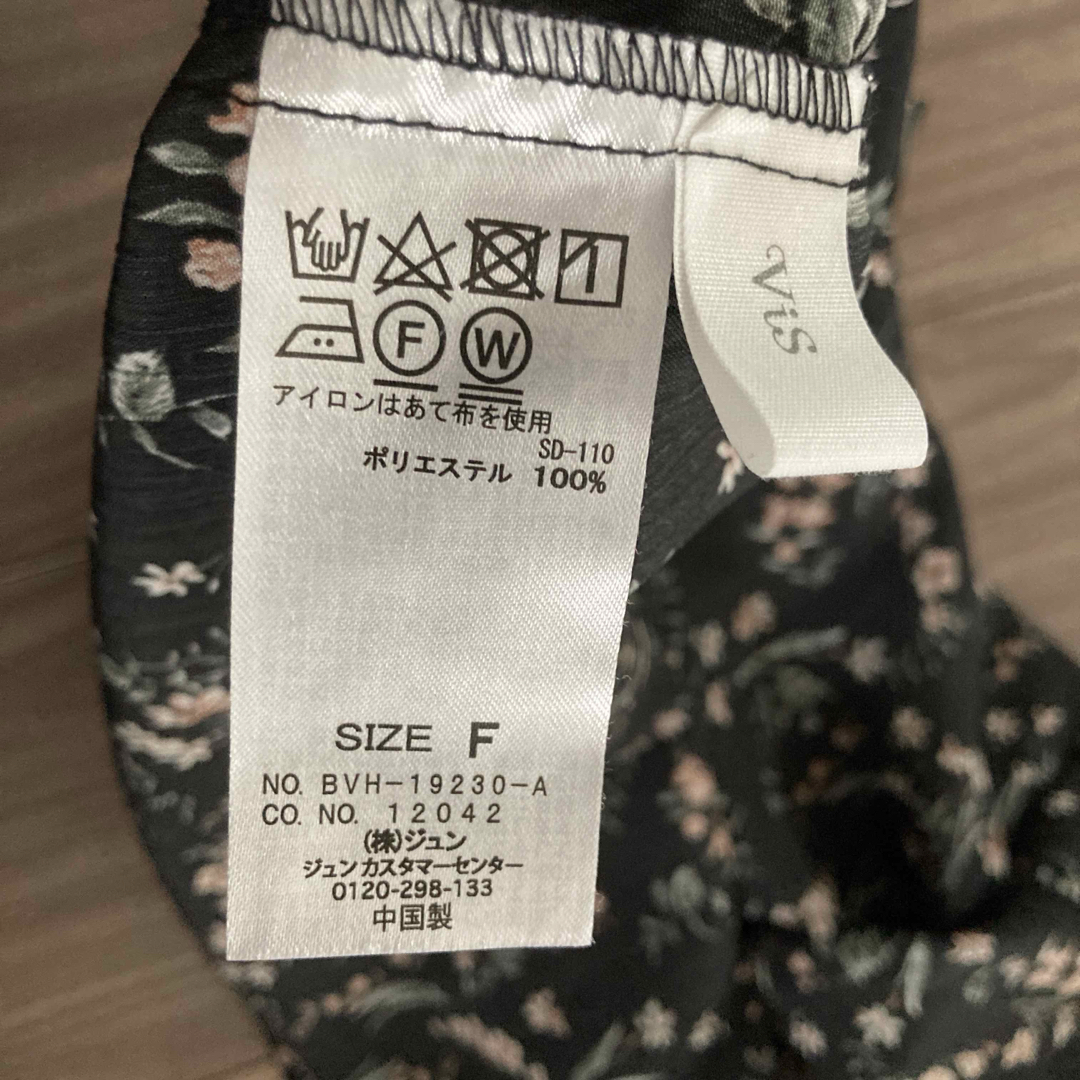 F W
アイロンはあて布を使用
SD-110
ポリエステル 100%
SIZE F
NO. BVH-19230-A
CO. NO. 12042
(株)ジュン
ジュンカスタマーセンター
0120-298-133
中国製
ViS